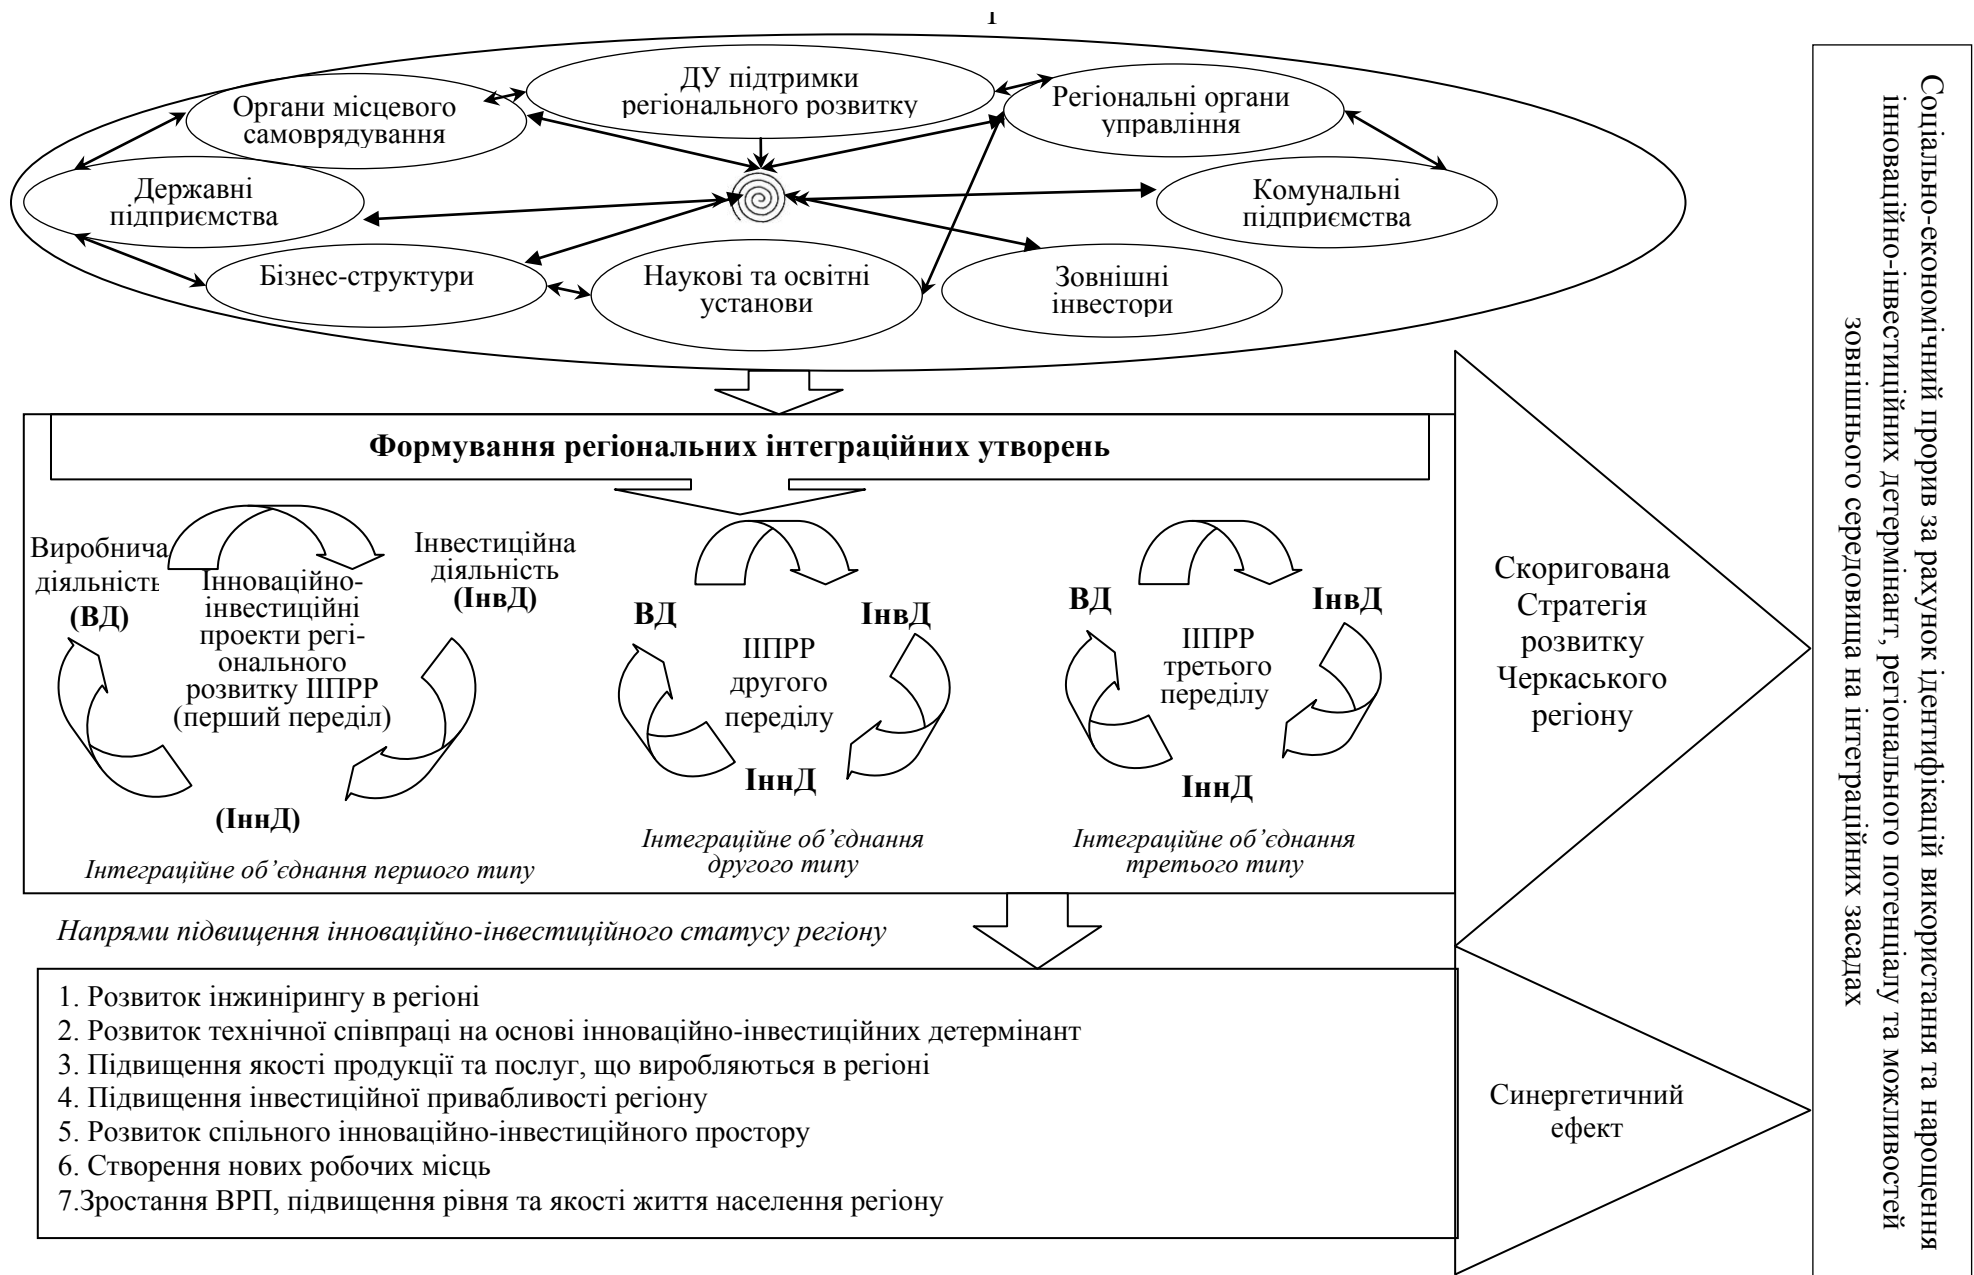 ДУ підтримки
регіонального розвитку
Органи місцевого
самоврядування
Регіональні органи
управління
Державні
підприємства
Комунальні
підприємства
Бізнес-структури
Наукові та освітні
установи
Зовнішні
інвестори
Формування регіональних інтеграційних утворень
Виробнича
діяльність
(ВД)
Інноваційно-
інвестиційні
проекти регі-
онального
розвитку ІІПРР
(перший переділ)
Інвестиційна
діяльність
(ІнвД)
(ІннД)
Інтеграційне об’єднання першого типу
ВД
ІнвД
ІІПРР
другого
переділу
ІннД
Інтеграційне об’єднання
другого типу
ВД
ІнвД
ІІПРР
третього
переділу
ІннД
Інтеграційне об’єднання
третього типу
Скоригована
Стратегія
розвитку
Черкаського
регіону
Напрями підвищення інноваційно-інвестиційного статусу регіону
1. Розвиток інжинірингу в регіоні
2. Розвиток технічної співпраці на основі інноваційно-інвестиційних детермінант
3. Підвищення якості продукції та послуг, що виробляються в регіоні
4. Підвищення інвестиційної привабливості регіону
5. Розвиток спільного інноваційно-інвестиційного простору
6. Створення нових робочих місць
7.Зростання ВРП, підвищення рівня та якості життя населення регіону
Синергетичний
ефект
Соціально-економічний прорив за рахунок ідентифікацій використання та нарощення
інноваційно-інвестиційних детермінант, регіонального потенціалу та можливостей
зовнішнього середовища на інтеграційних засадах